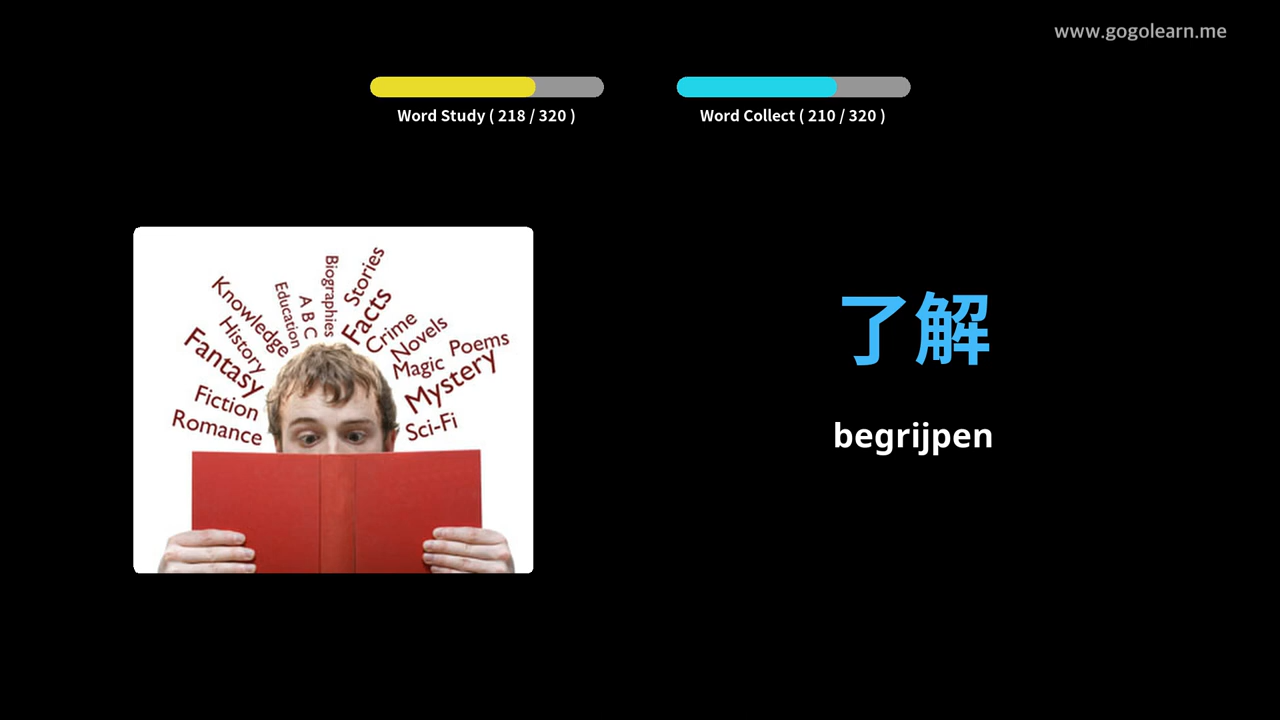 www.gogolearn.me
Word Study ( 218 / 320 )
Word Collect ( 210 / 320 )
Knowledge
History
Fantasy
Fiction
Romance
Education
A B C
Biographies
Stories
Facts
Crime
Novels
Magic
Poems
Mystery
Sci-Fi
了解
begrijpen